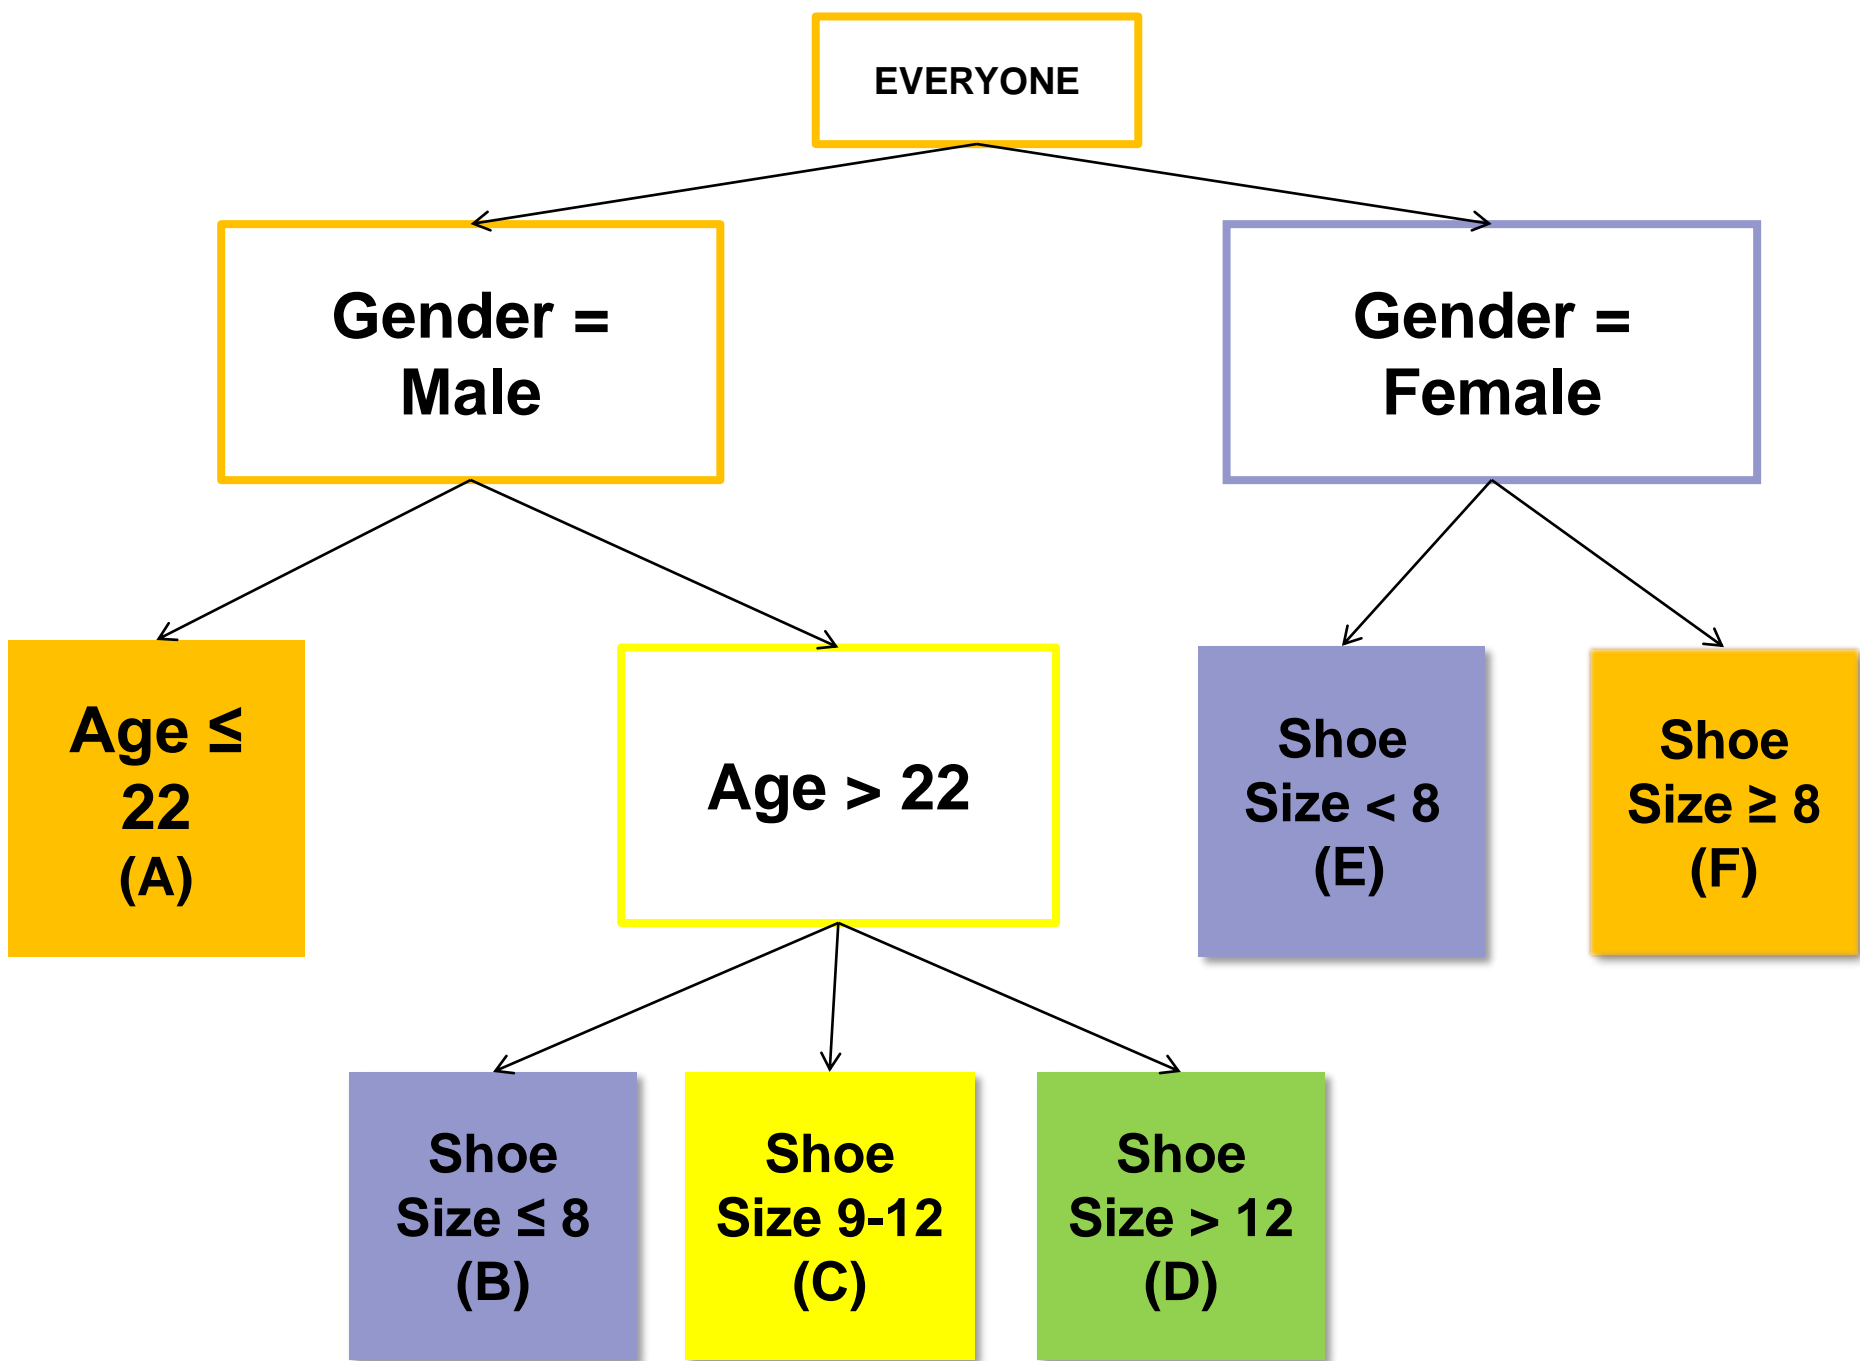 EVERYONE
Gender =
Male
Gender =
Female
Age ≤
22
(A)
Age > 22
Shoe
Size < 8
(E)
Shoe
Size ≥ 8
(F)
Shoe
Size ≤ 8
(B)
Shoe
Size 9-12
(C)
Shoe
Size > 12
(D)